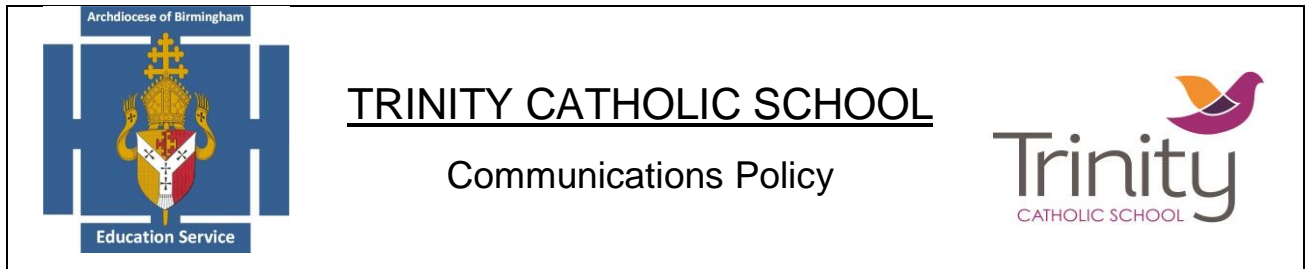 Archdiocese of Birmingham
Education Service
TRINITY CATHOLIC SCHOOL
Communications Policy
Trinity
CATHOLIC SCHOOL